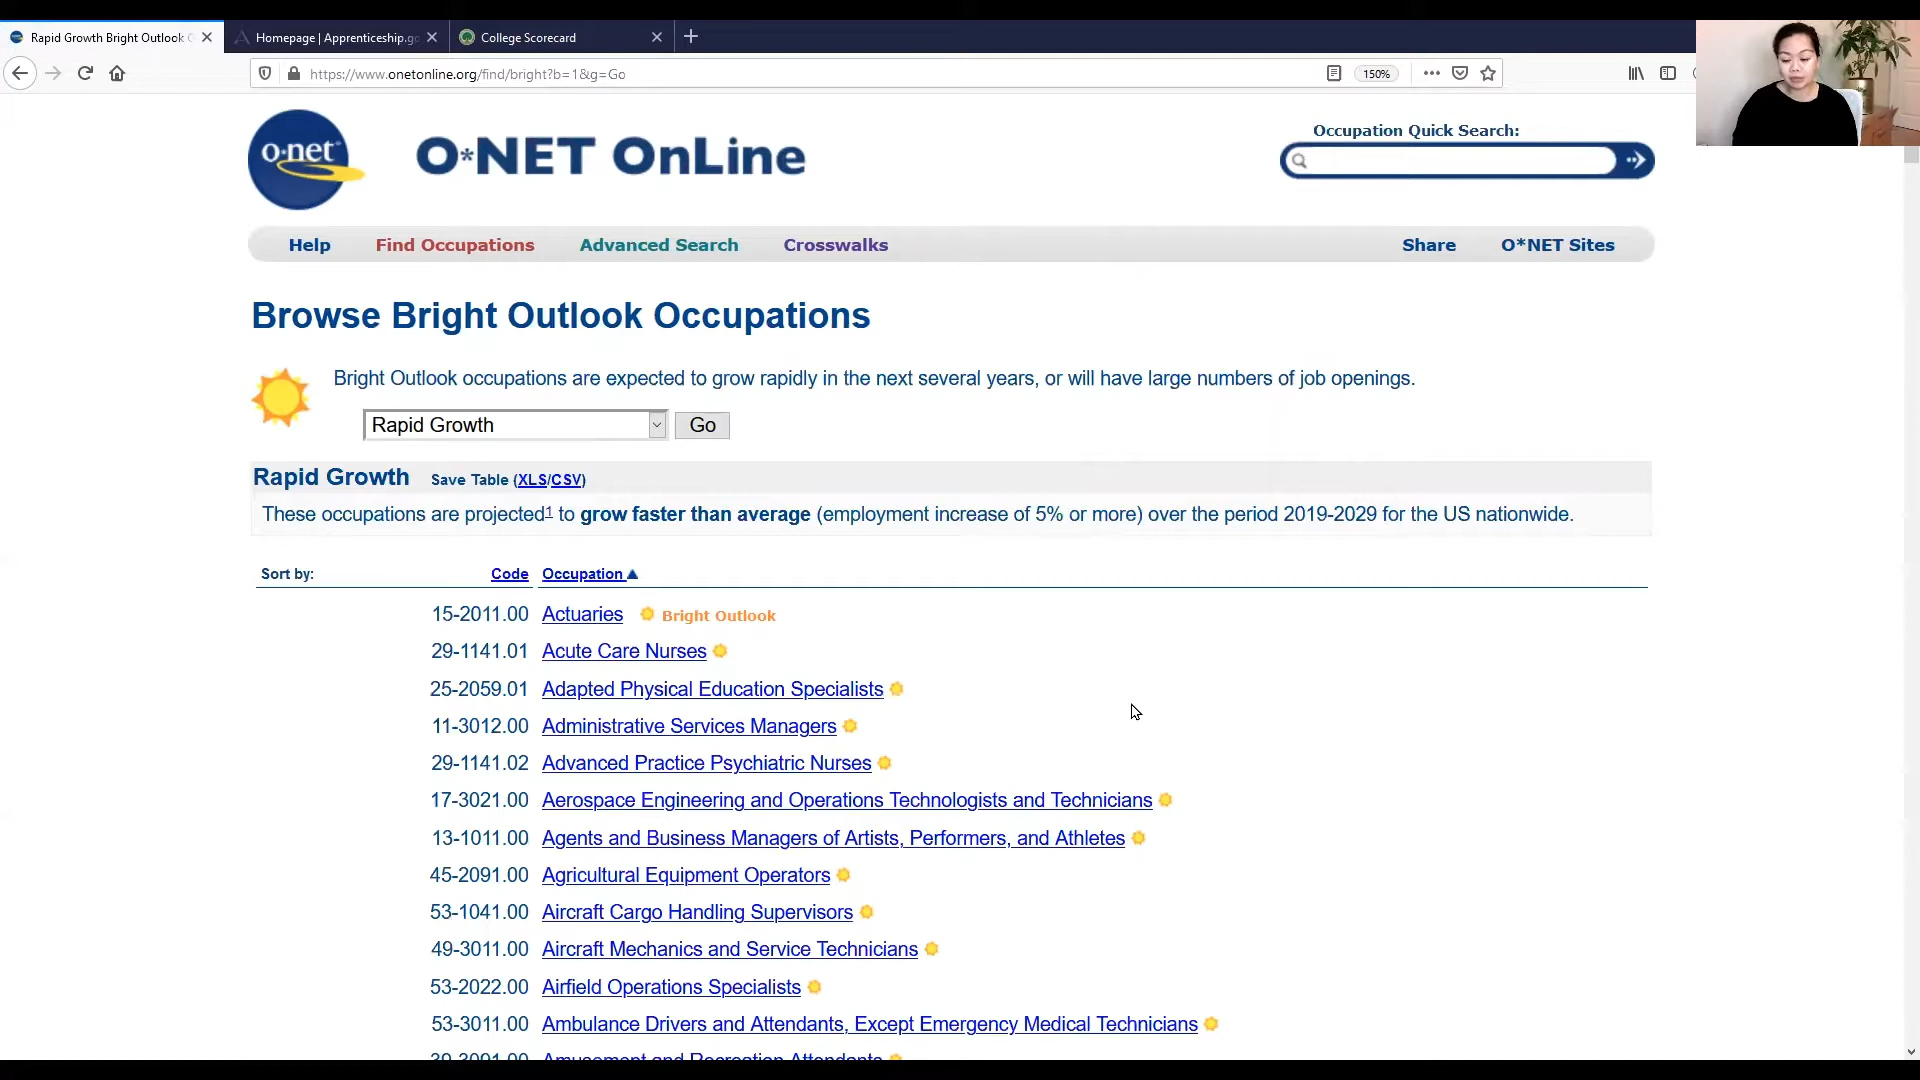 Rapid Growth Bright Outlook
Homepage | Apprenticeship.go
College Scorecard
https://www.onetonline.org/find/bright?b=1&g=Go
150%
o·net
O*NET OnLine
Occupation Quick Search:
Help
Find Occupations
Advanced Search
Crosswalks
Share
O*NET Sites
Browse Bright Outlook Occupations
Bright Outlook occupations are expected to grow rapidly in the next several years, or will have large numbers of job openings.
Rapid Growth
Go
Rapid Growth Save Table (XLS/CSV)
These occupations are projected1 to grow faster than average (employment increase of 5% or more) over the period 2019-2029 for the US nationwide.
Sort by: Code Occupation
15-2011.00 Actuaries Bright Outlook
29-1141.01 Acute Care Nurses
25-2059.01 Adapted Physical Education Specialists
11-3012.00 Administrative Services Managers
29-1141.02 Advanced Practice Psychiatric Nurses
17-3021.00 Aerospace Engineering and Operations Technologists and Technicians
13-1011.00 Agents and Business Managers of Artists, Performers, and Athletes
45-2091.00 Agricultural Equipment Operators
53-1041.00 Aircraft Cargo Handling Supervisors
49-3011.00 Aircraft Mechanics and Service Technicians
53-2022.00 Airfield Operations Specialists
53-3011.00 Ambulance Drivers and Attendants, Except Emergency Medical Technicians
39-3091.00 Amusement and Recreation Attendants